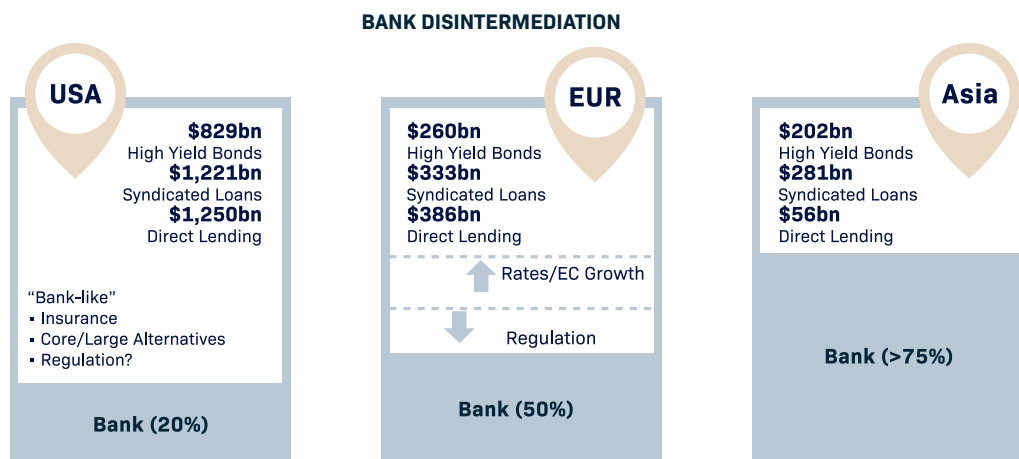 BANK DISINTERMEDIATION
USA
$829bn
High Yield Bonds
$1,221bn
Syndicated Loans
$1,250bn
Direct Lending
“Bank-like”
▪ Insurance
▪ Core/Large Alternatives
▪ Regulation?
Bank (20%)
EUR
$260bn
High Yield Bonds
$333bn
Syndicated Loans
$386bn
Direct Lending
Rates/EC Growth
Regulation
Bank (50%)
Asia
$202bn
High Yield Bonds
$281bn
Syndicated Loans
$56bn
Direct Lending
Bank (>75%)